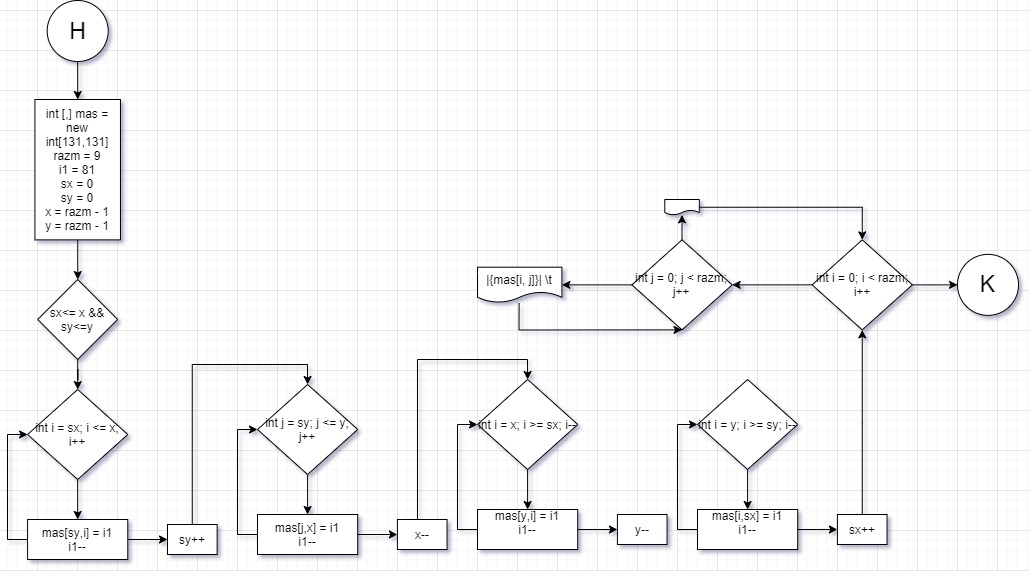 H
int [,] mas =
new
int[131,131]
razm = 9
i1 = 81
sx = 0
sy = 0
x = razm - 1
y = razm - 1
sx<= x &&
sy<=y
int i = sx; i <= x;
i++
mas[sy,i] = i1
i1--
sy++
int j = sy; j <= y;
j++
mas[j,x] = i1
i1--
x--
int i = x; i >= sx; i--
mas[y,i] = i1
i1--
y--
int i = y; i >= sy; i--
mas[i,sx] = i1
i1--
sx++
int i = 0; i < razm;
i++
int j = 0; j < razm;
j++
|{mas[i, j]}| \t
K